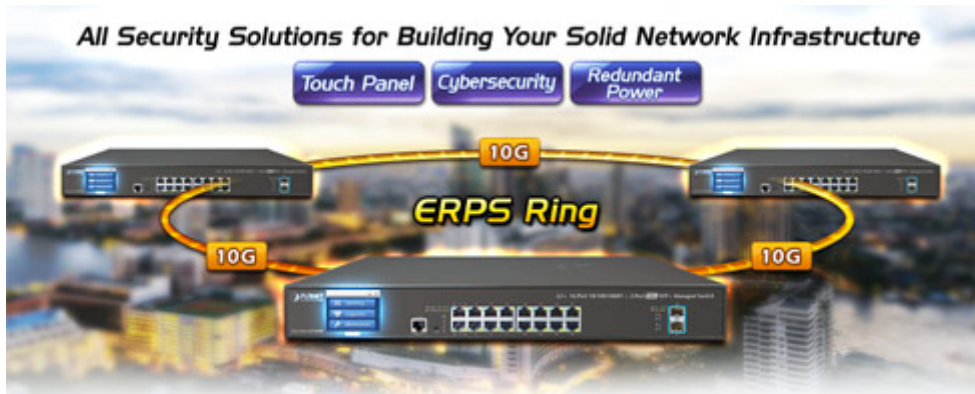 All Security Solutions for Building Your Solid Network Infrastructure
Touch Panel
Cybersecurity
Redundant
Power
10G
ERPS Ring
10G
10G
PLANET